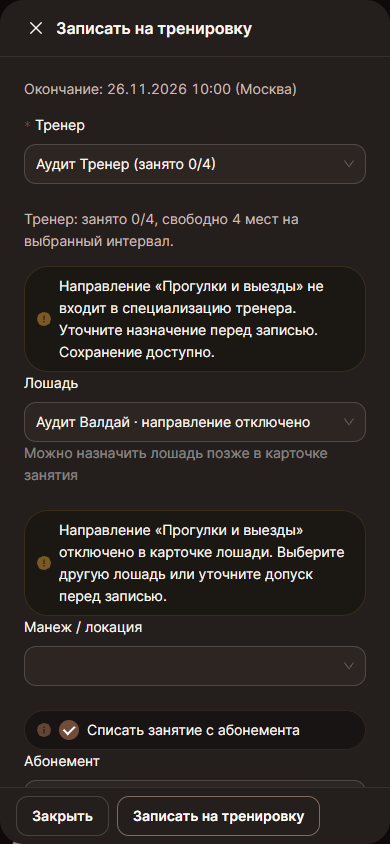 Записать на тренировку
Окончание: 26.11.2026 10:00 (Москва)
* Тренер
Аудит Тренер (занято 0/4)
Тренер: занято 0/4, свободно 4 мест на
выбранный интервал.
Направление «Прогулки и выезды» не
входит в специализацию тренера.
Уточните назначение перед записью.
Сохранение доступно.
Лошадь
Аудит Валдай · направление отключено
Можно назначить лошадь позже в карточке
занятия
Направление «Прогулки и выезды»
отключено в карточке лошади. Выберите
другую лошадь или уточните допуск
перед записью.
Манеж / локация
Списать занятие с абонемента
Абонемент
Закрыть
Записать на тренировку